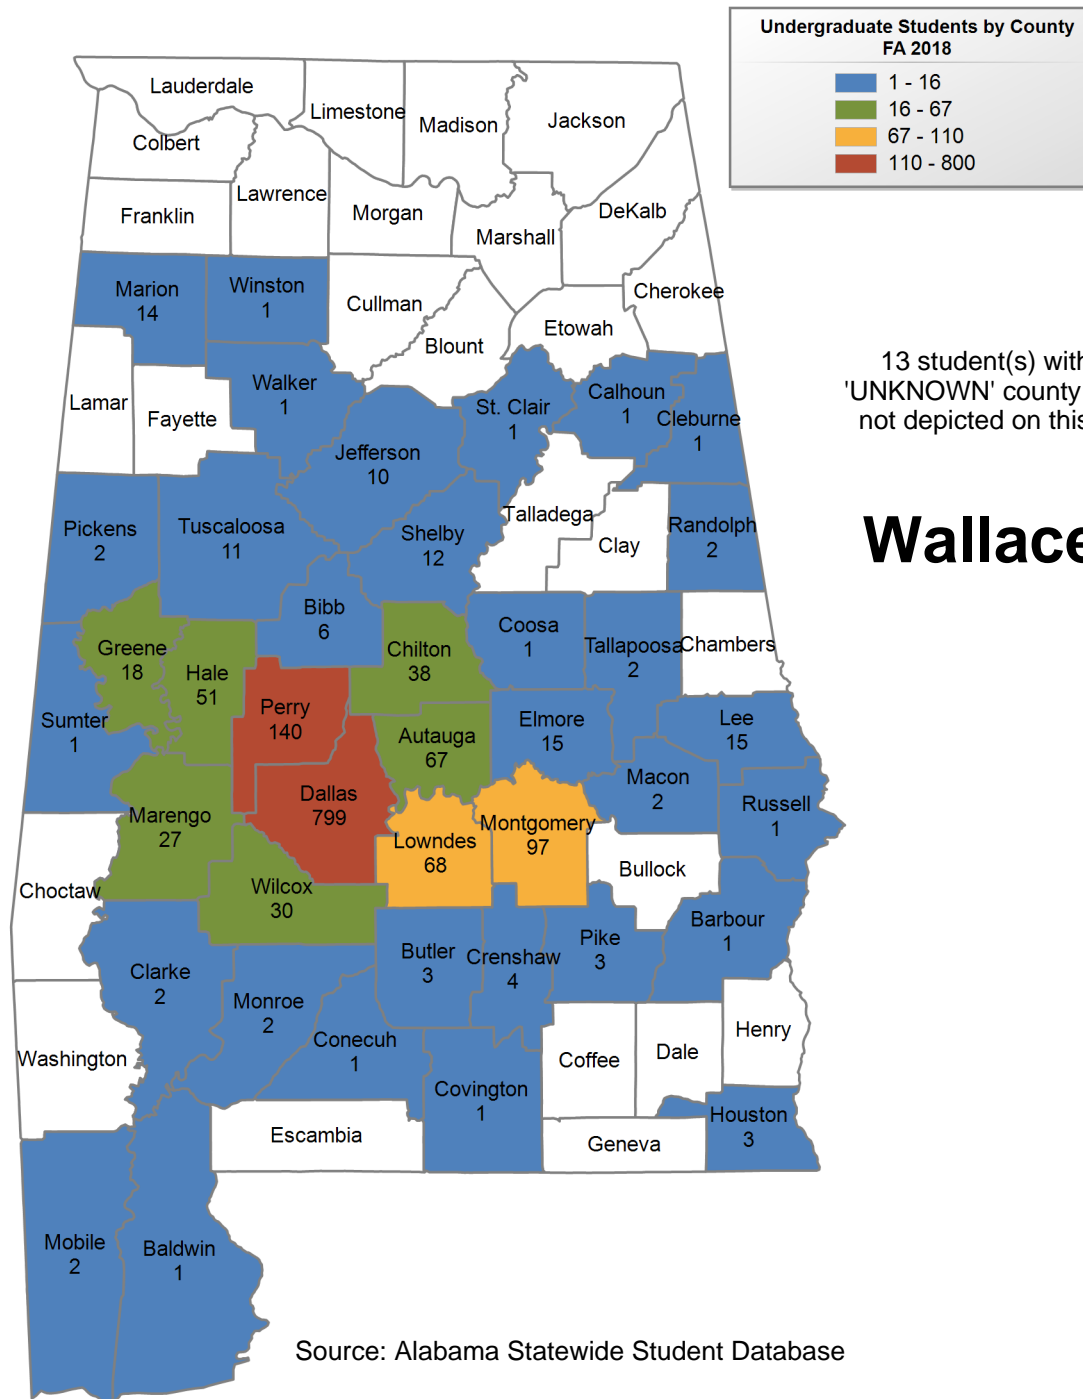 Undergraduate Students by County
FA 2018
1 - 16
16 - 67
67 - 110
110 - 800
Lauderdale
Limestone
Madison
Jackson
Colbert
Lawrence
Franklin
Morgan
Marshall
DeKalb
Marion
14
Winston
1
Cullman
Cherokee
Etowah
Blount
13 student(s) with
'UNKNOWN' county
not depicted on this
Lamar
Fayette
Walker
1
St. Clair
1
Calhoun
1
Cleburne
1
Jefferson
10
Pickens
2
Tuscaloosa
11
Shelby
12
Talladega
Clay
Randolph
2
Wallace
Bibb
6
Greene
18
Hale
51
Chilton
38
Coosa
1
Tallapoosa
2
Chambers
Sumter
1
Perry
140
Autauga
67
Elmore
15
Lee
15
Marengo
27
Dallas
799
Lowndes
68
Montgomery
97
Macon
2
Russell
1
Bullock
Choctaw
Wilcox
30
Barbour
1
Clarke
2
Butler
3
Crenshaw
4
Pike
3
Monroe
2
Conecuh
1
Washington
Covington
1
Coffee
Dale
Henry
Escambia
Geneva
Houston
3
Mobile
2
Baldwin
1
Source: Alabama Statewide Student Database